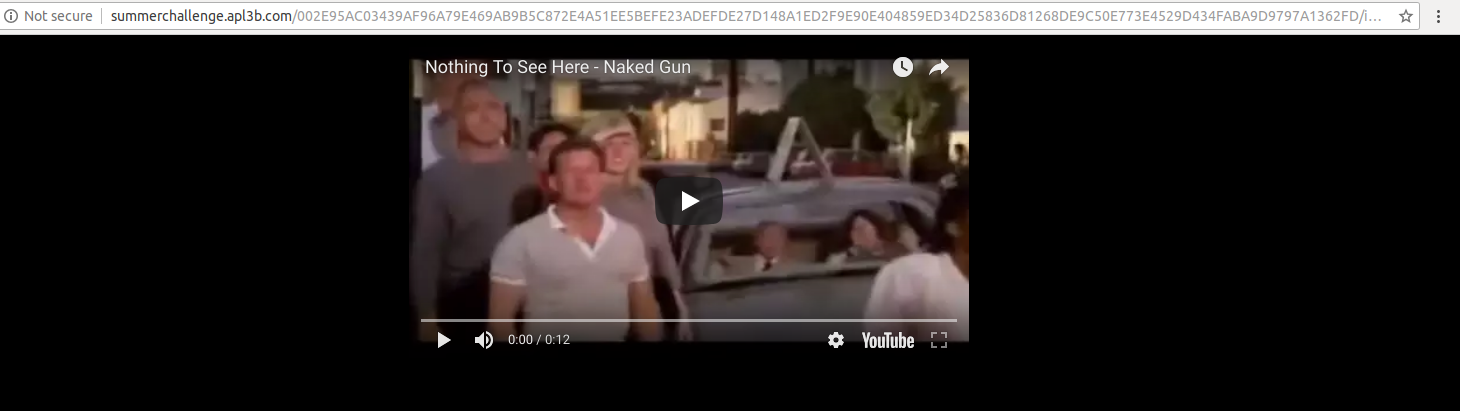 Not secure summerchallenge.apl3b.com/002E95AC03439AF96A79E469AB9B5C872E4A51EE5BEFE23ADEFDE27D148A1ED2F9E90E404859ED34D25836D81268DE9C50E773E4529D434FABA9D9797A1362FD/i...
Nothing To See Here - Naked Gun
0:00 / 0:12
YouTube